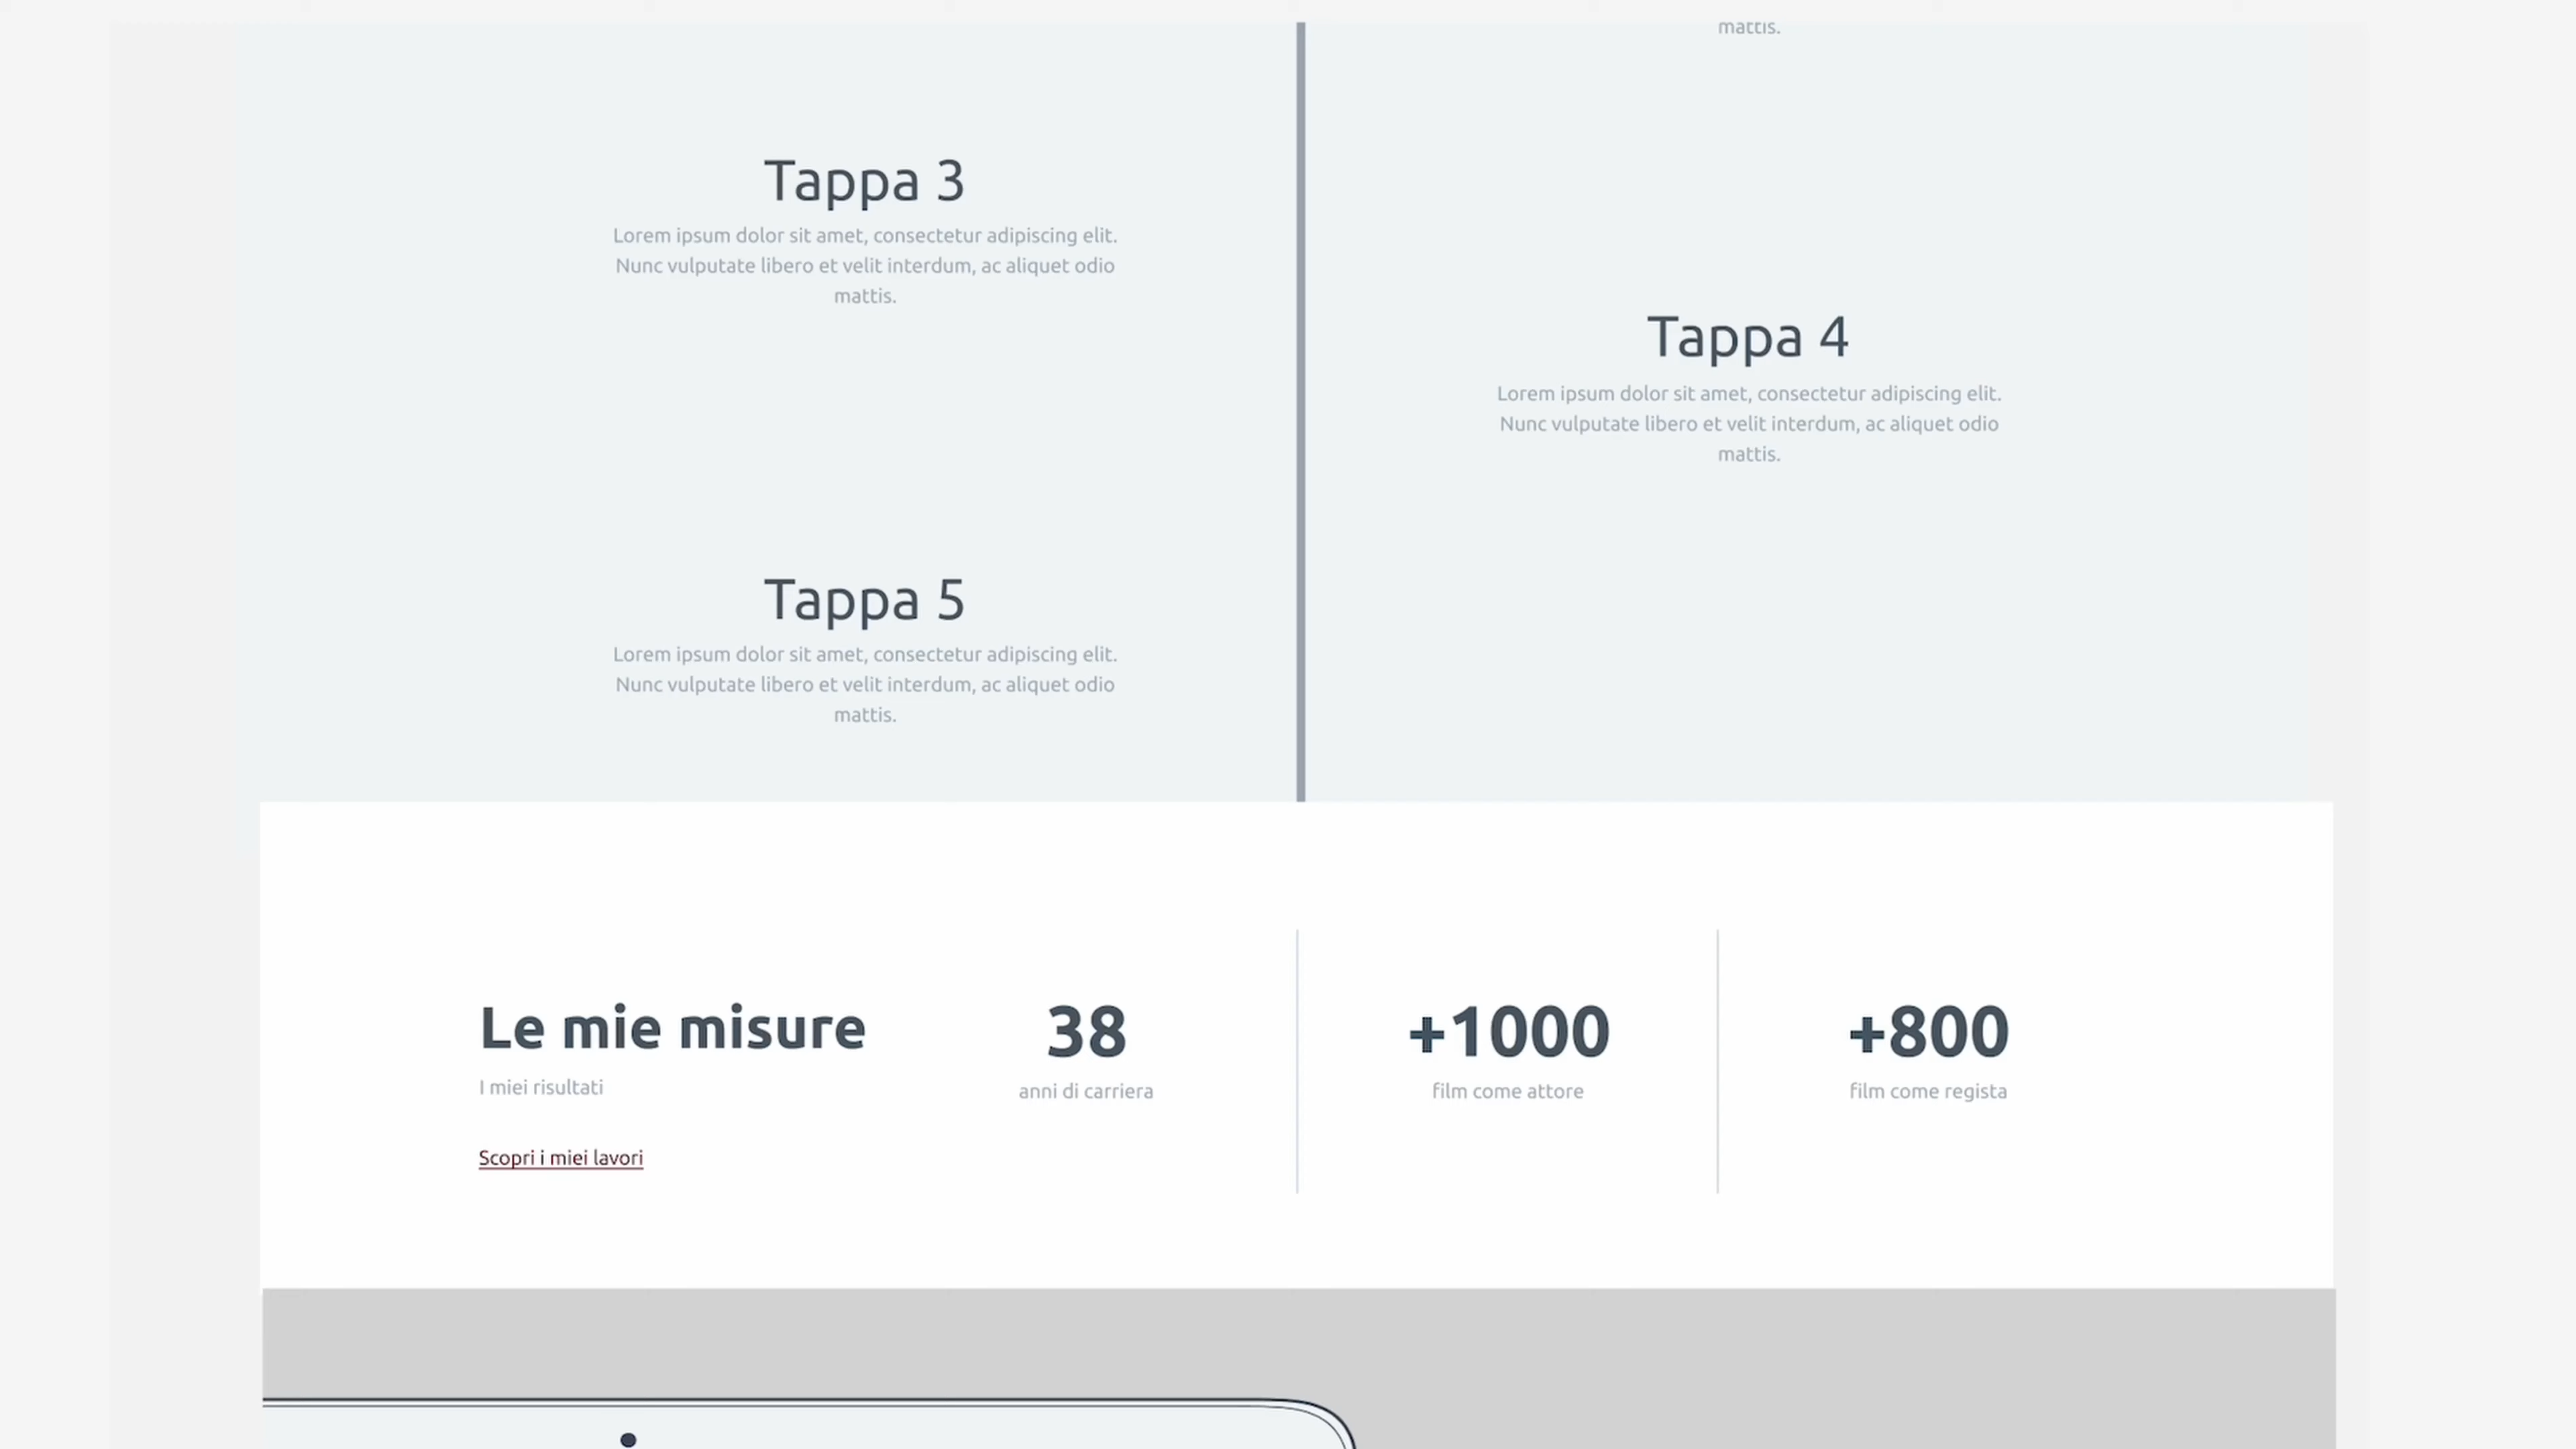 mattis.
Tappa 3
Lorem ipsum dolor sit amet, consectetur adipiscing elit.
Nunc vulputate libero et velit interdum, ac aliquet odio
mattis.
Tappa 4
Lorem ipsum dolor sit amet, consectetur adipiscing elit.
Nunc vulputate libero et velit interdum, ac aliquet odio
mattis.
Tappa 5
Lorem ipsum dolor sit amet, consectetur adipiscing elit.
Nunc vulputate libero et velit interdum, ac aliquet odio
mattis.
Le mie misure
I miei risultati
Scopri i miei lavori
38
anni di carriera
+1000
film come attore
+800
film come regista